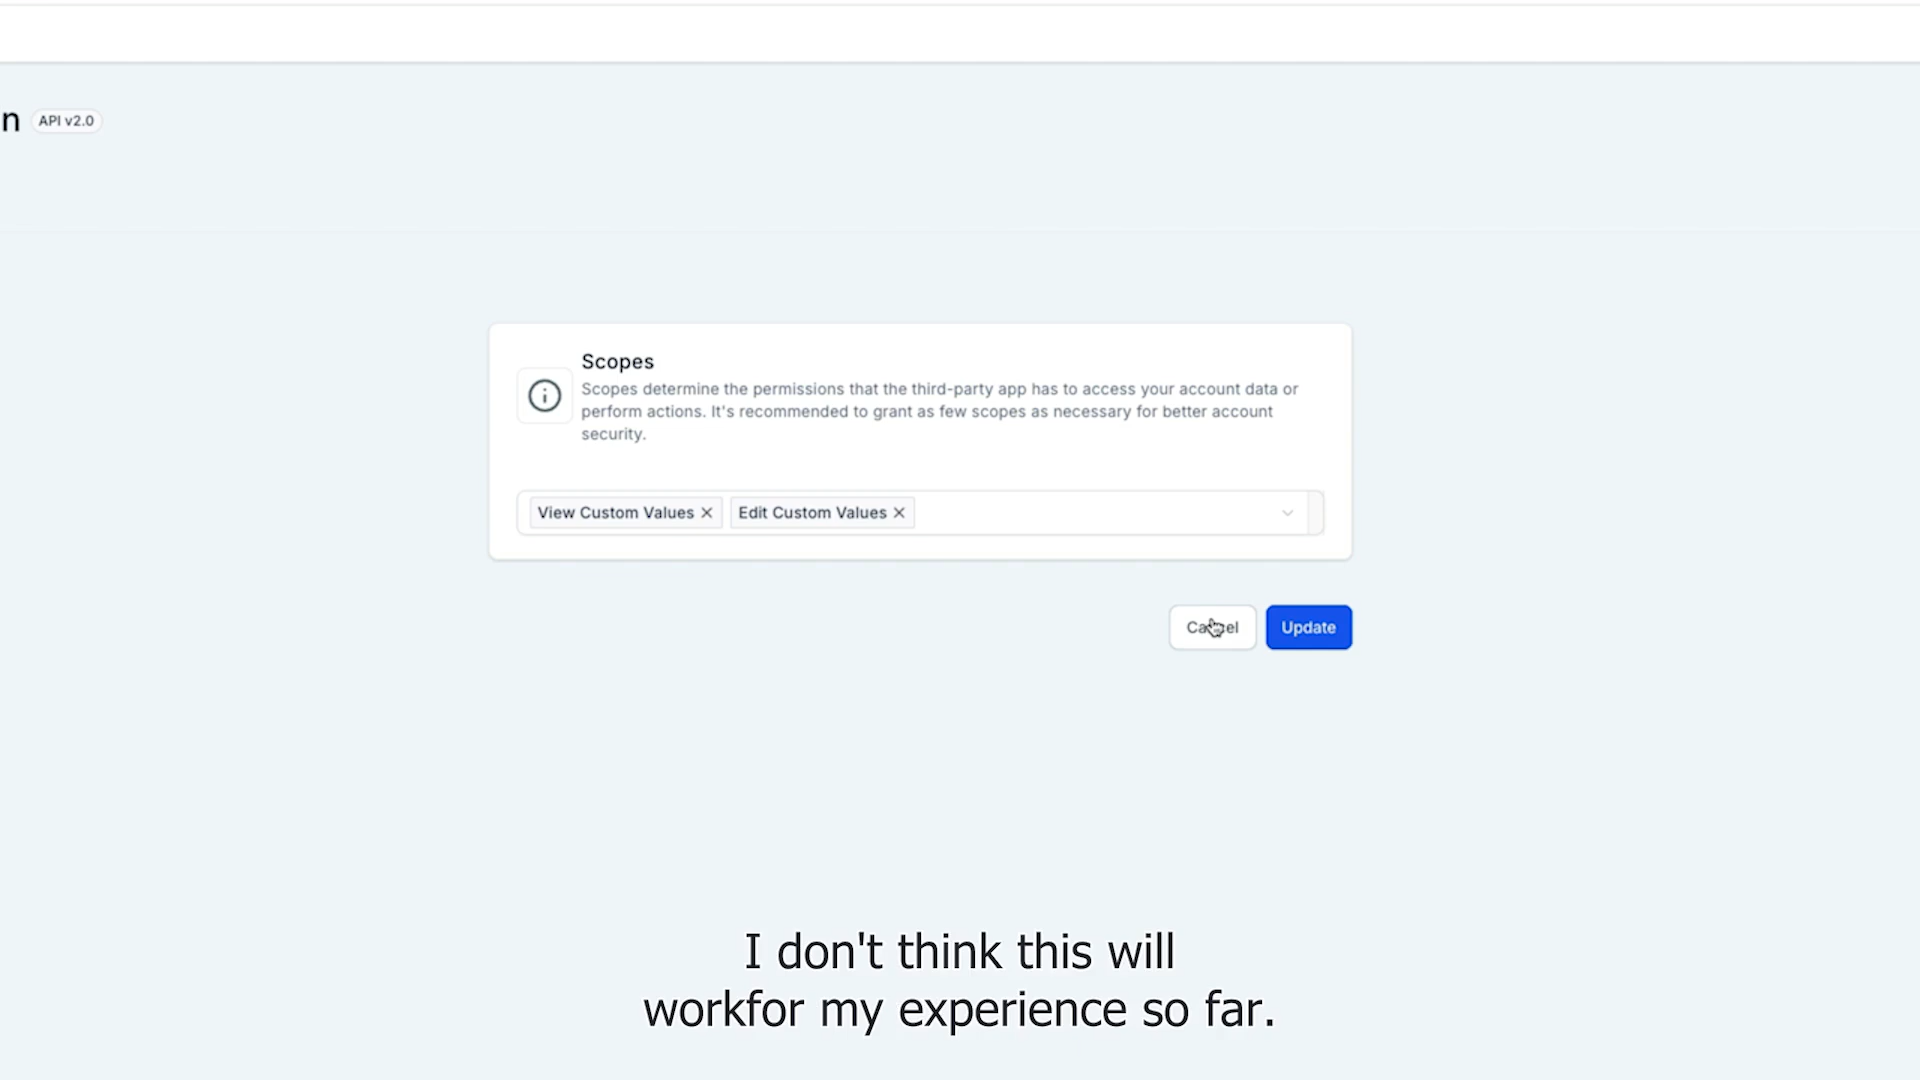 n API v2.0
Scopes
Scopes determine the permissions that the third-party app has to access your account data or
perform actions. It's recommended to grant as few scopes as necessary for better account
security.
View Custom Values Edit Custom Values
Cancel Update
I don't think this will
workfor my experience so far.